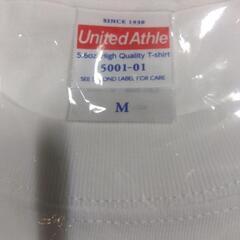 SINCE 1930
United Athle
5.6oz High Quality T-shirt
5001-01
SEE SECOND LABEL FOR CARE
M